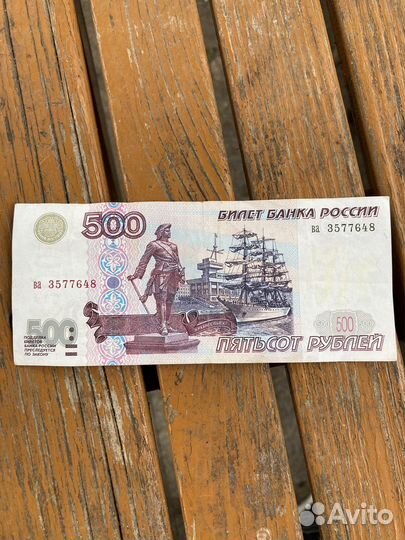 500
БИЛЕТ БАНКА РОССИИ
ва 3577648
ва 3577648
500
ПОДДЕЛКА
БИЛЕТОВ
БАНКА РОССИИ
ПРЕСЛЕДУЕТСЯ
ПО ЗАКОНУ
500
ПЯТЬСОТ РУБЛЕЙ
Avito